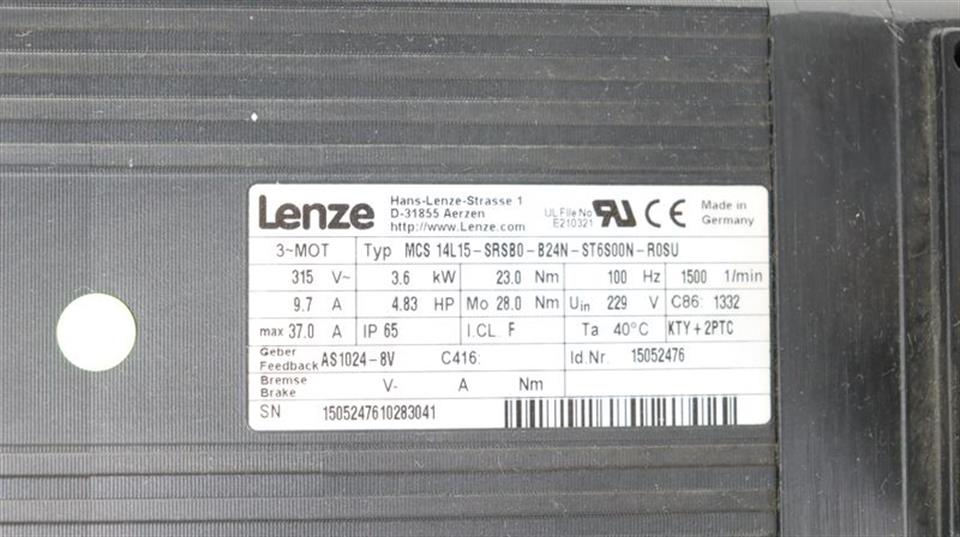 Lenze Hans-Lenze-Strasse 1
D-31855 Aerzen
http://www.Lenze.com
UL File No
E210321
RU CE
Made in
Germany
3~MOT Typ MCS 14L15-SRSB0-B24N-ST6S00N-R0SU
315 V~ 3.6 kW 23.0 Nm 100 Hz 1500 1/min
9.7 A 4.83 HP Mo 28.0 Nm Uin 229 V C86: 1332
max 37.0 A IP 65 I.CL. F Ta 40°C KTY+2PTC
Geber
Feedback AS1024-8V C416: Id.Nr. 15052476
Bremse
Brake V- A Nm
SN 1505247610283041